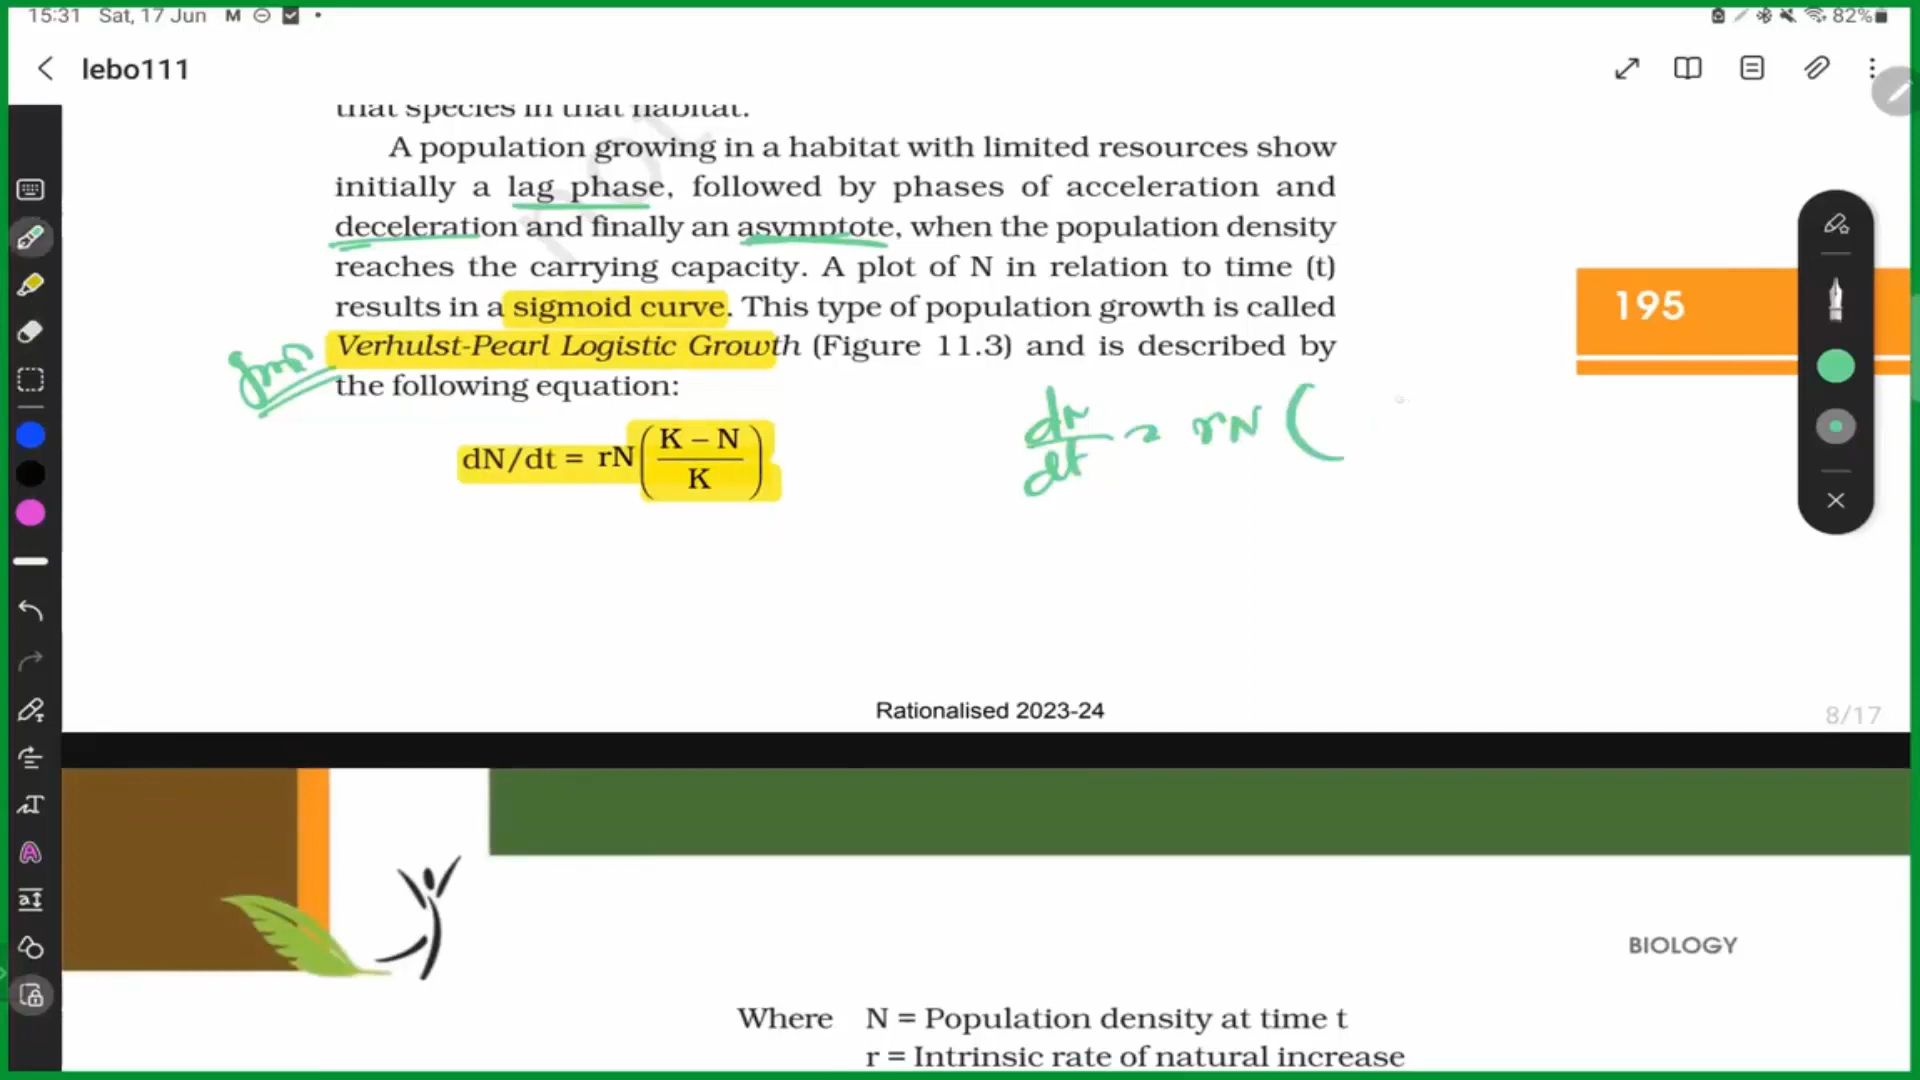 15:31 Sat, 17 Jun M 82%
lebo111
that species in that habitat.
A population growing in a habitat with limited resources show
initially a lag phase, followed by phases of acceleration and
deceleration and finally an asymptote, when the population density
reaches the carrying capacity. A plot of N in relation to time (t)
results in a sigmoid curve. This type of population growth is called
Verhulst-Pearl Logistic Growth (Figure 11.3) and is described by
the following equation:
195
dN/dt = rN((K – N)/K)
dN/dt = rN (
Rationalised 2023-24
8/17
BIOLOGY
Where N = Population density at time t
r = Intrinsic rate of natural increase